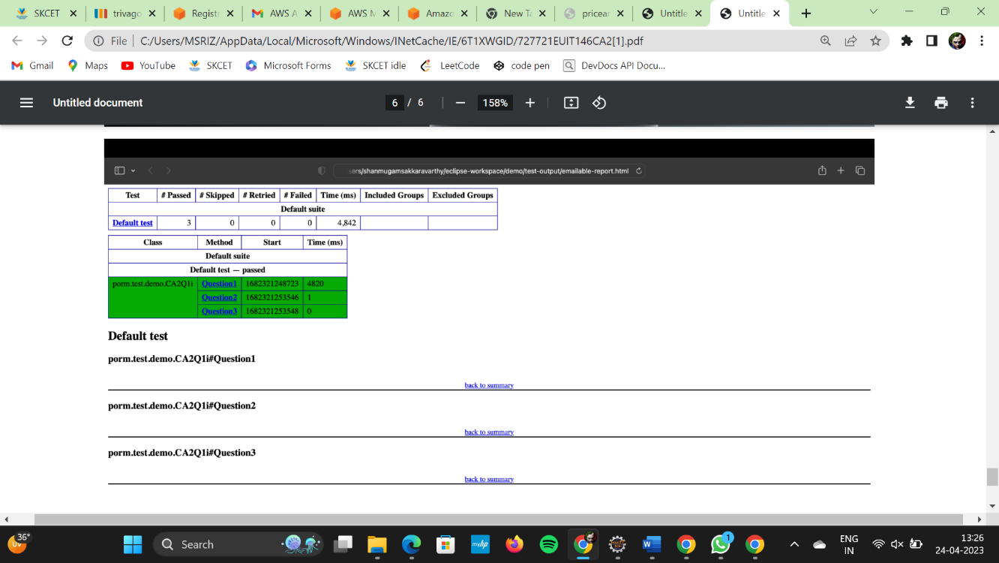 SKCET trivago Registr AWS A AWS M Amazo New Ta pricear Untitle Untitle
File C:/Users/MSRIZ/AppData/Local/Microsoft/Windows/INetCache/IE/6T1XWGID/727721EUIT146CA2[1].pdf
Gmail Maps YouTube SKCET Microsoft Forms SKCET idle LeetCode code pen DevDocs API Docu...
Untitled document 6 / 6 158%
sers/shanmugamsakkaravarthy/eclipse-workspace/demo/test-output/emailable-report.html
Test # Passed # Skipped # Retried # Failed Time (ms) Included Groups Excluded Groups
Default suite
Default test 3 0 0 0 4,842
Class Method Start Time (ms)
Default suite
Default test — passed
porm.test.demo.CA2Q1i Question1 1682321248723 4820
Question2 1682321253546 1
Question3 1682321253548 0
Default test
porm.test.demo.CA2Q1i#Question1
back to summary
porm.test.demo.CA2Q1i#Question2
back to summary
porm.test.demo.CA2Q1i#Question3
back to summary
36°
UV
Search
myhp
W
1
ENG
IN
13:26
24-04-2023